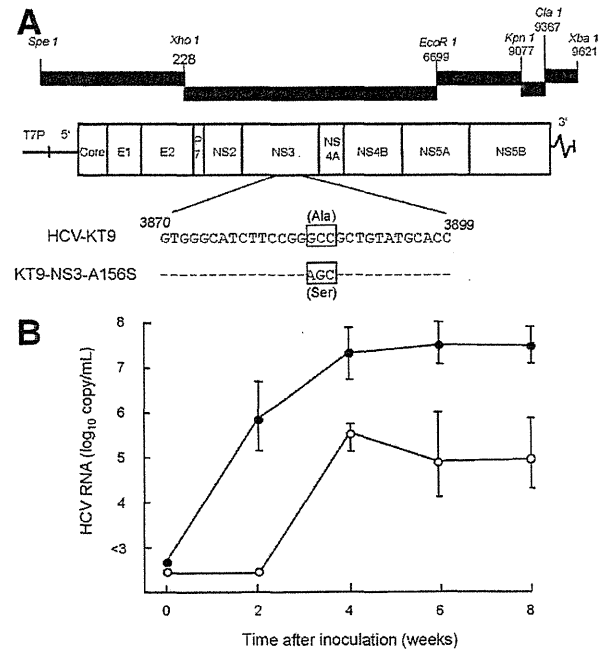 A
Spe 1
Xho 1
228
EcoR 1
6699
Kpn 1
9077
Cla 1
9367
Xba 1
9621
T7P 5' Core E1 E2 p7 NS2 NS3 NS4A NS4B NS5A NS5B 3'
3870 (Ala) 3899
HCV-KT9 GTGGGCATCTTCCGGGCCGCTGTATGCACC
KT9-NS3-A156S --------------- AGC ------------
(Ser)
B
8
7
6
5
4
<3
HCV RNA (log10 copy/mL)
0 2 4 6 8
Time after inoculation (weeks)